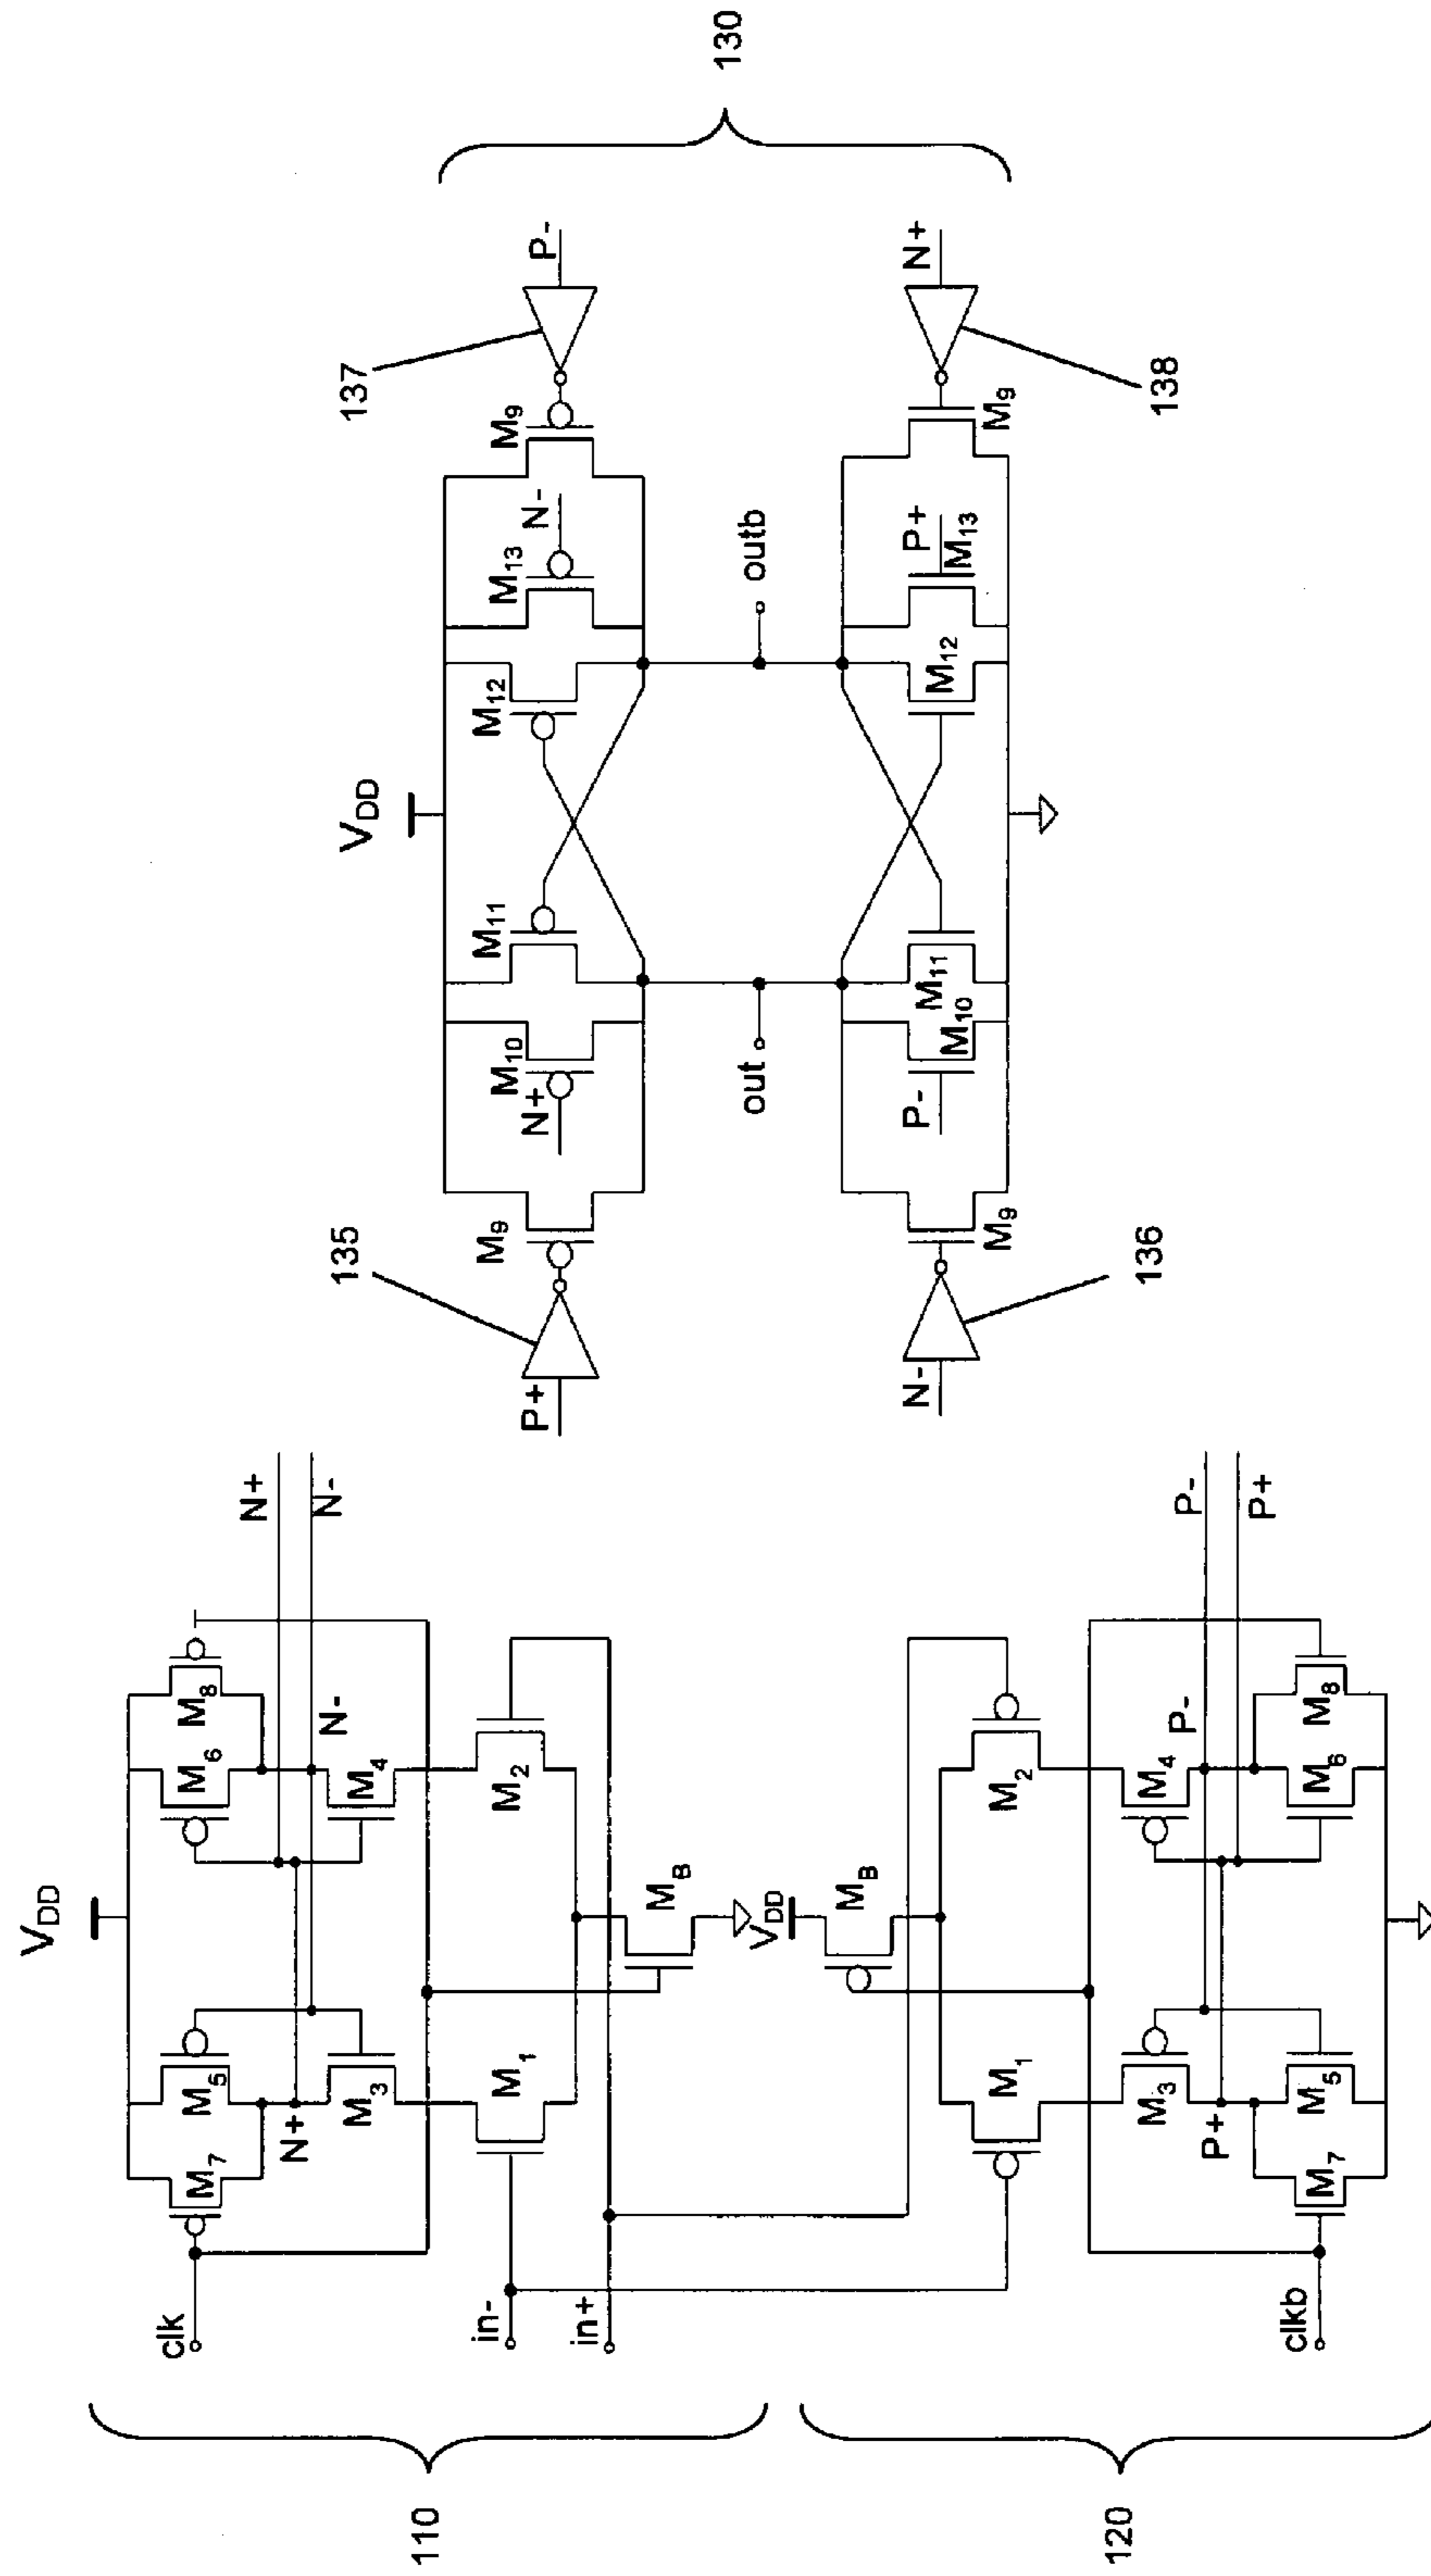 110
120
130
clk
in-
in+
clkb
VDD
M7
M5
M6
M8
N+
N-
M3
M4
N+
N-
M1
M2
MB
VDD
MB
M1
M2
M3
M4
P+
P-
P-
P+
M7
M5
M6
M8
135
137
P+
M9
N+
M10
M11
VDD
M12
M13
N-
M9
P-
out
outb
136
138
N-
M9
P-
M10
M11
M12
P+
M13
M9
N+